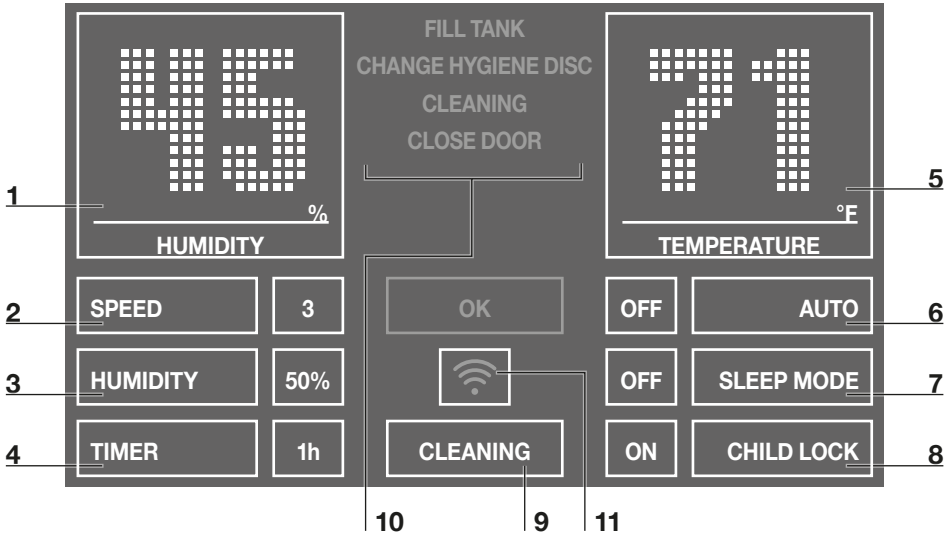 45
%
HUMIDITY
FILL TANK
CHANGE HYGIENE DISC
CLEANING
CLOSE DOOR
71
°F
TEMPERATURE
1
5
SPEED
3
OK
OFF
AUTO
2
6
HUMIDITY
50%
OFF
SLEEP MODE
3
7
TIMER
1h
CLEANING
ON
CHILD LOCK
4
8
10
9
11